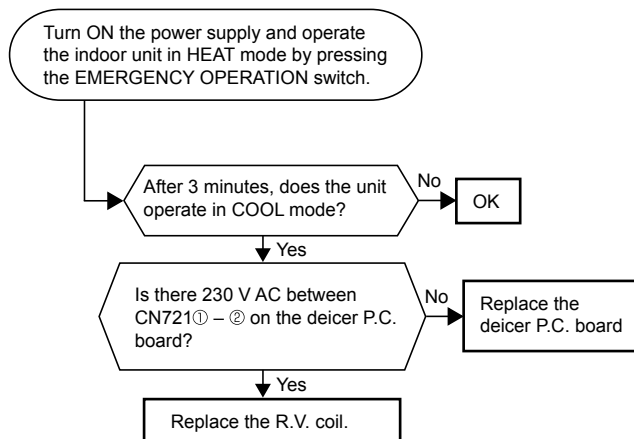 Turn ON the power supply and operate
the indoor unit in HEAT mode by pressing
the EMERGENCY OPERATION switch.
After 3 minutes, does the unit
operate in COOL mode?
No
OK
Yes
Is there 230 V AC between
CN721① – ② on the deicer P.C.
board?
No
Replace the
deicer P.C. board
Yes
Replace the R.V. coil.